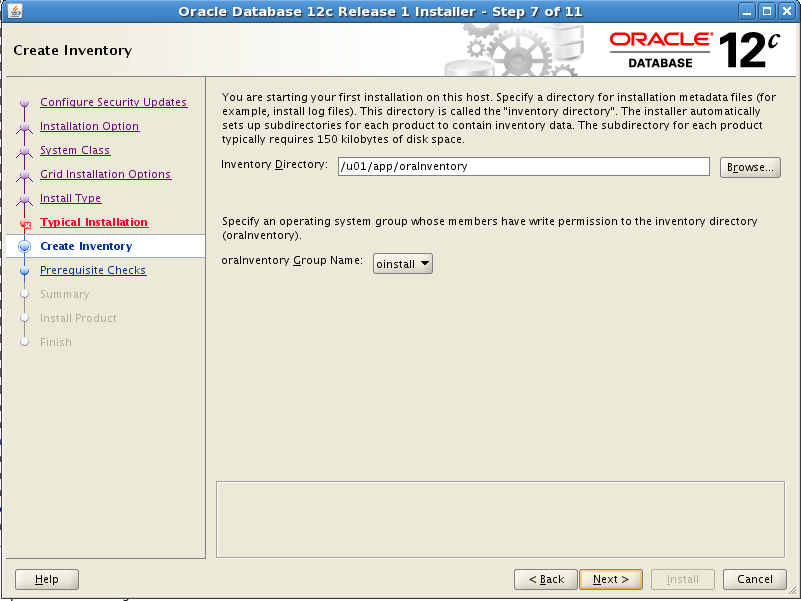 Oracle Database 12c Release 1 Installer - Step 7 of 11
Create Inventory
ORACLE®
DATABASE
12c
Configure Security Updates
Installation Option
System Class
Grid Installation Options
Install Type
Typical Installation
Create Inventory
Prerequisite Checks
Summary
Install Product
Finish
You are starting your first installation on this host. Specify a directory for installation metadata files (for
example, install log files). This directory is called the "inventory directory". The installer automatically
sets up subdirectories for each product to contain inventory data. The subdirectory for each product
typically requires 150 kilobytes of disk space.
Inventory Directory: /u01/app/oraInventory Browse...
Specify an operating system group whose members have write permission to the inventory directory
(oraInventory).
oraInventory Group Name: oinstall
Help < Back Next > Install Cancel